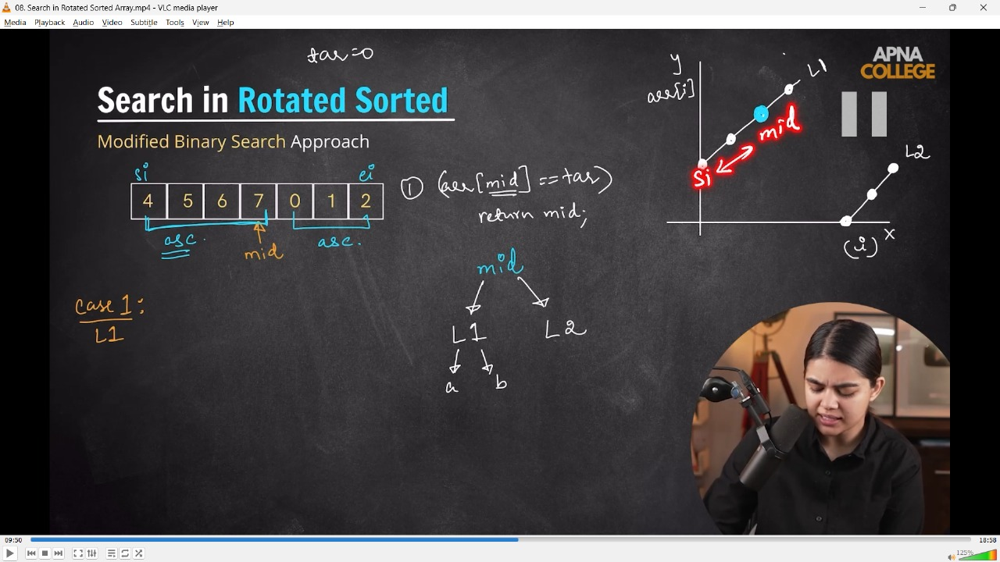 08. Search in Rotated Sorted Array.mp4 - VLC media player
Media Playback Audio Video Subtitle Tools View Help
tar=0
APNA
COLLEGE
Search in Rotated Sorted
Modified Binary Search Approach
si
ei
4 5 6 7 0 1 2
asc.
asc.
mid
① (arr[mid] ==tar)
return mid;
mid
L1 L2
a b
Case 1:
L1
y
arr[i]
L1
mid
Si
L2
(i) x
09:50
18:58
125%